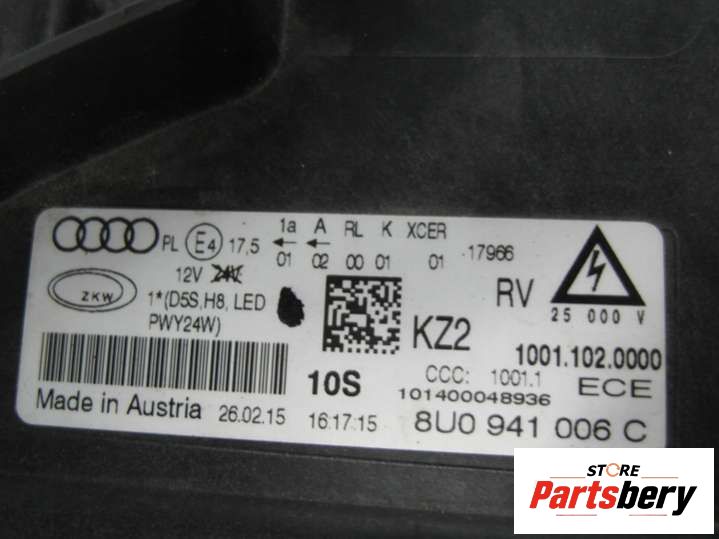 PL E4 17,5 1a A RL K XCER
01 02 00 01 01 17966
12V 24V
ZKW
1*(D5S, H8, LED
PWY24W)
KZ2
RV
25 000 V
1001.102.0000
10S
CCC: 1001.1
ECE
101400048936
Made in Austria 26.02.15 16:17:15 8U0 941 006 C
STORE
Partsbery